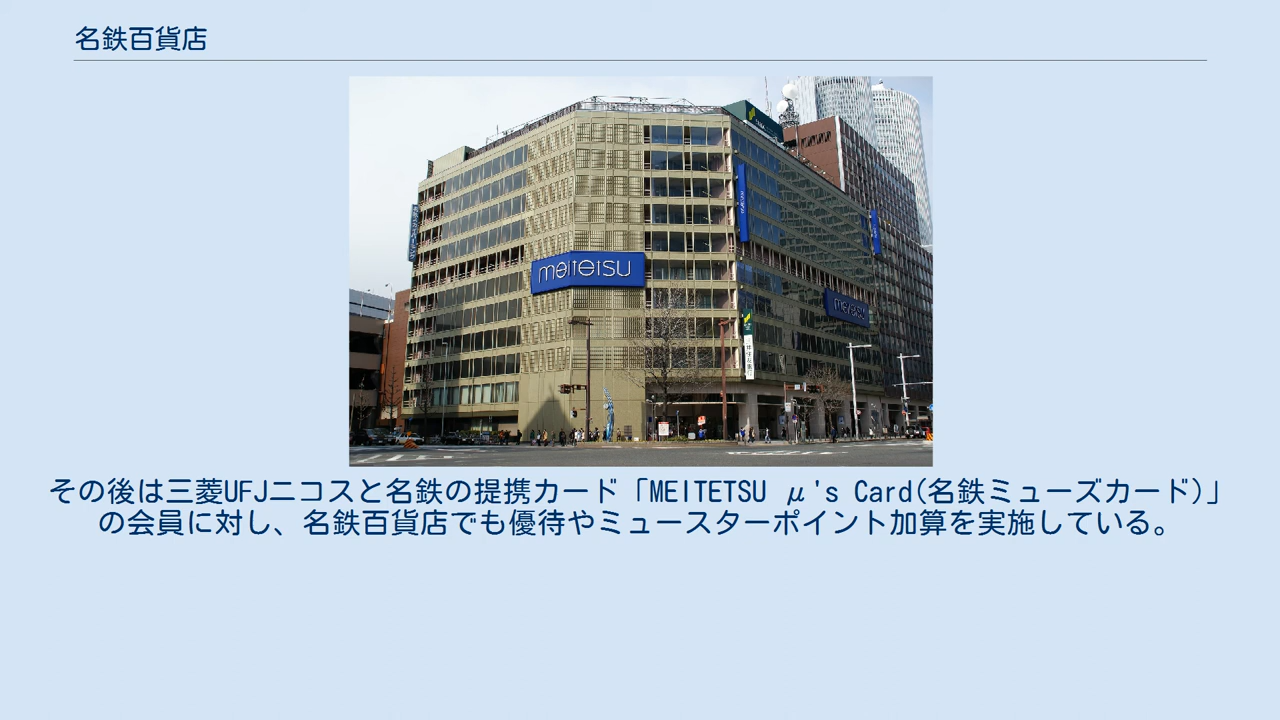 名鉄百貨店
meitetsu
meitetsu
その後は三菱UFJニコスと名鉄の提携カード「MEITETSU μ's Card(名鉄ミューズカード)」
の会員に対し、名鉄百貨店でも優待やミュースターポイント加算を実施している。